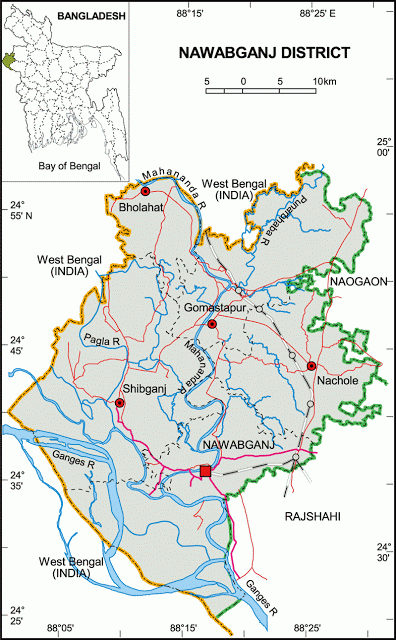 88°15'
88°25' E
BANGLADESH
Bay of Bengal
NAWABGANJ DISTRICT
5 0 5 10km
25°
00'
24°
55' N
Mahananda R
West Bengal
(INDIA)
Punarbhaba R
Bholahat
West Bengal
(INDIA)
NAOGAON
Gomastapur
24°
45'
Pagla R
Mahananda R
Nachole
Shibganj
NAWABGANJ
Ganges R
24°
35'
RAJSHAHI
24°
30'
West Bengal
(INDIA)
Ganges R
24°
25'
88°05'
88°15'
88°25'